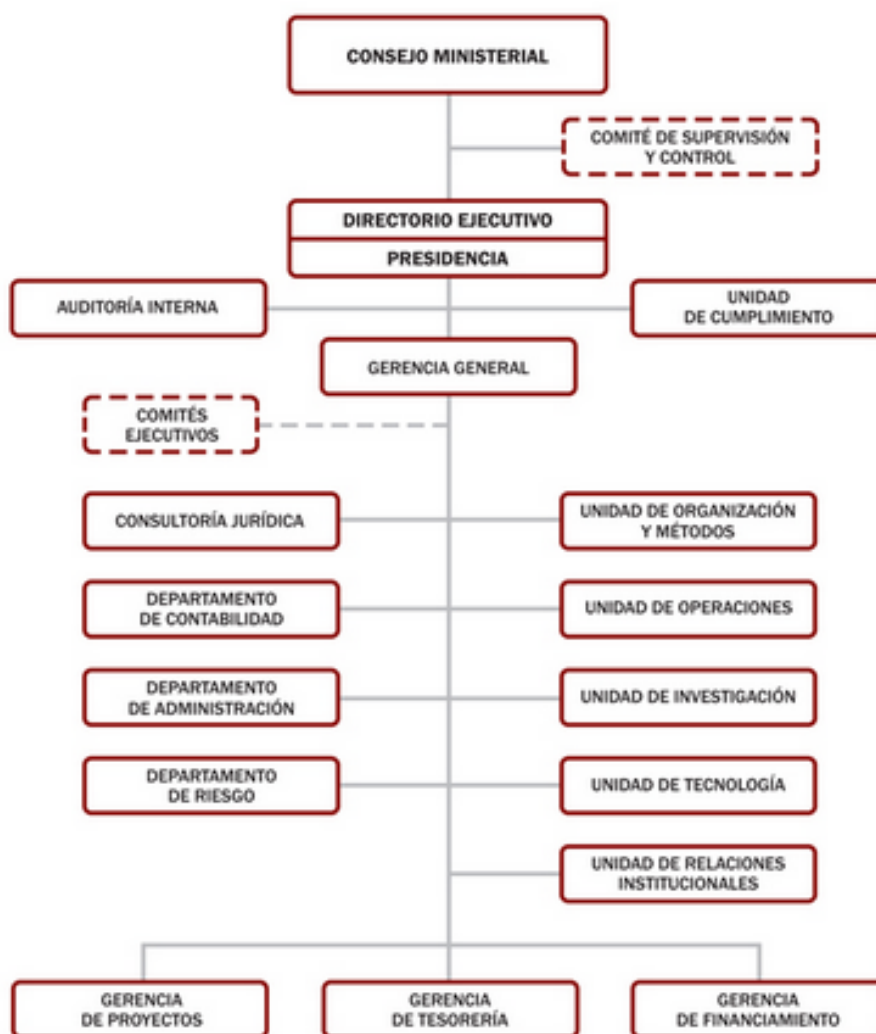 CONSEJO MINISTERIAL
COMITÉ DE SUPERVISIÓN
Y CONTROL
DIRECTORIO EJECUTIVO
PRESIDENCIA
AUDITORÍA INTERNA
UNIDAD
DE CUMPLIMIENTO
GERENCIA GENERAL
COMITÉS
EJECUTIVOS
CONSULTORÍA JURÍDICA
UNIDAD DE ORGANIZACIÓN
Y MÉTODOS
DEPARTAMENTO
DE CONTABILIDAD
UNIDAD DE OPERACIONES
DEPARTAMENTO
DE ADMINISTRACIÓN
UNIDAD DE INVESTIGACIÓN
DEPARTAMENTO
DE RIESGO
UNIDAD DE TECNOLOGÍA
UNIDAD DE RELACIONES
INSTITUCIONALES
GERENCIA
DE PROYECTOS
GERENCIA
DE TESORERÍA
GERENCIA
DE FINANCIAMIENTO